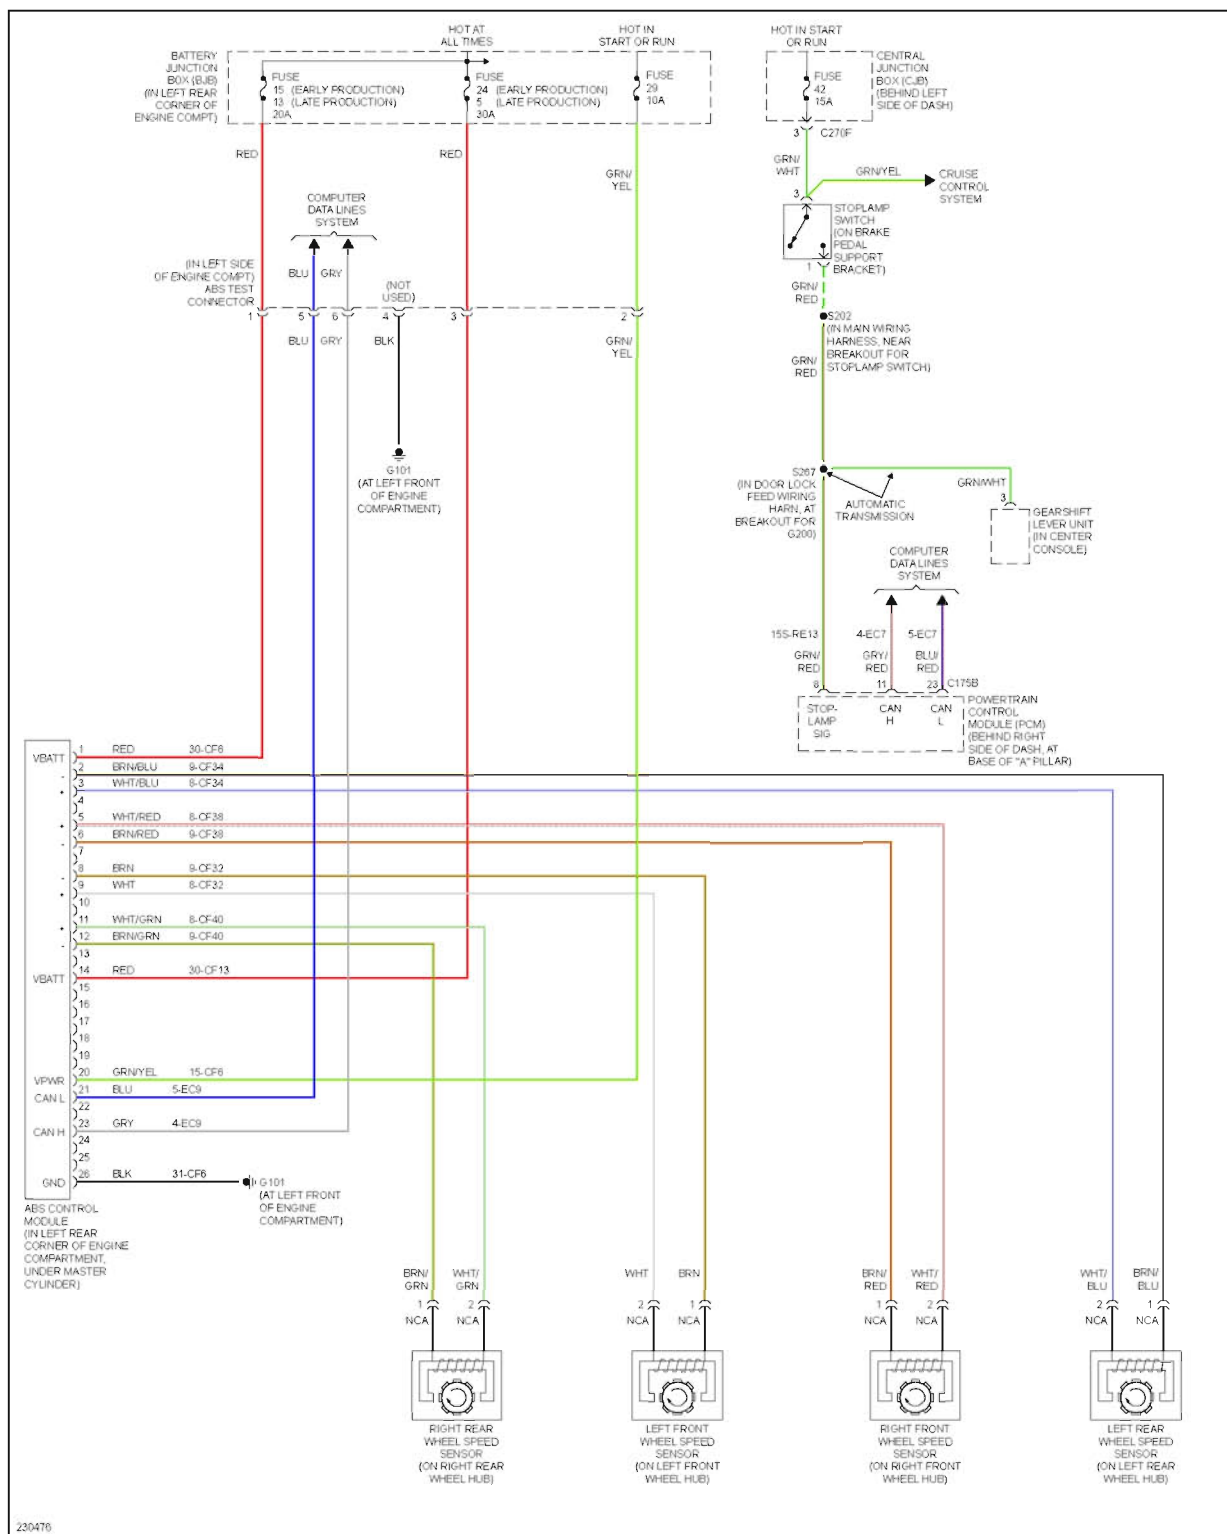 HOT AT
ALL TIMES
HOT IN
START OR RUN
HOT IN START
OR RUN
BATTERY
JUNCTION
BOX (BJB)
(IN LEFT REAR
CORNER OF
ENGINE COMPT)
FUSE
15 (EARLY PRODUCTION)
13 (LATE PRODUCTION)
20A
FUSE
24 (EARLY PRODUCTION)
5 (LATE PRODUCTION)
30A
FUSE
29
10A
FUSE
42
15A
CENTRAL
JUNCTION
BOX (CJB)
(BEHIND LEFT
SIDE OF DASH)
3 C270F
RED
RED
GRN/
YEL
GRN/
WHT
GRN/YEL
CRUISE
CONTROL
SYSTEM
3
STOPLAMP
SWITCH
(ON BRAKE
PEDAL
SUPPORT
BRACKET)
1
GRN/
RED
COMPUTER
DATA LINES
SYSTEM
(IN LEFT SIDE
OF ENGINE COMPT)
ABS TEST
CONNECTOR
BLU GRY
(NOT
USED)
1 5 6 4 3 2
BLU GRY BLK
GRN/
YEL
S202
(IN MAIN WIRING
HARNESS, NEAR
BREAKOUT FOR
STOPLAMP SWITCH)
GRN/
RED
G101
(AT LEFT FRONT
OF ENGINE
COMPARTMENT)
S267
(IN DOOR LOCK
FEED WIRING
HARN, AT
BREAKOUT FOR
G200)
AUTOMATIC
TRANSMISSION
GRN/WHT
3
GEARSHIFT
LEVER UNIT
(IN CENTER
CONSOLE)
COMPUTER
DATA LINES
SYSTEM
15S-RE13 4-EC7 5-EC7
GRN/
RED
GRY/
RED
BLU/
RED
8 11 23 C175B
STOP-
LAMP
SIG
CAN
H
CAN
L
POWERTRAIN
CONTROL
MODULE (PCM)
(BEHIND RIGHT
SIDE OF DASH, AT
BASE OF "A" PILLAR)
VBATT 1 RED 30-CF6
- 2 BRN/BLU 9-CF34
+ 3 WHT/BLU 8-CF34
4
+ 5 WHT/RED 8-CF38
- 6 BRN/RED 9-CF38
7
- 8 BRN 9-CF32
+ 9 WHT 8-CF32
10
+ 11 WHT/GRN 8-CF40
- 12 BRN/GRN 9-CF40
13
VBATT 14 RED 30-CF13
15
16
17
18
19
VPWR 20 GRN/YEL 15-CF6
CAN L 21 BLU 5-EC9
22
CAN H 23 GRY 4-EC9
24
25
GND 26 BLK 31-CF6
G101
(AT LEFT FRONT
OF ENGINE
COMPARTMENT)
ABS CONTROL
MODULE
(IN LEFT REAR
CORNER OF ENGINE
COMPARTMENT,
UNDER MASTER
CYLINDER)
BRN/
GRN
WHT/
GRN
WHT
BRN
BRN/
RED
WHT/
RED
WHT/
BLU
BRN/
BLU
1 2 2 1 1 2 2 1
NCA NCA NCA NCA NCA NCA NCA NCA
RIGHT REAR
WHEEL SPEED
SENSOR
(ON RIGHT REAR
WHEEL HUB)
LEFT FRONT
WHEEL SPEED
SENSOR
(ON LEFT FRONT
WHEEL HUB)
RIGHT FRONT
WHEEL SPEED
SENSOR
(ON RIGHT FRONT
WHEEL HUB)
LEFT REAR
WHEEL SPEED
SENSOR
(ON LEFT REAR
WHEEL HUB)
230476